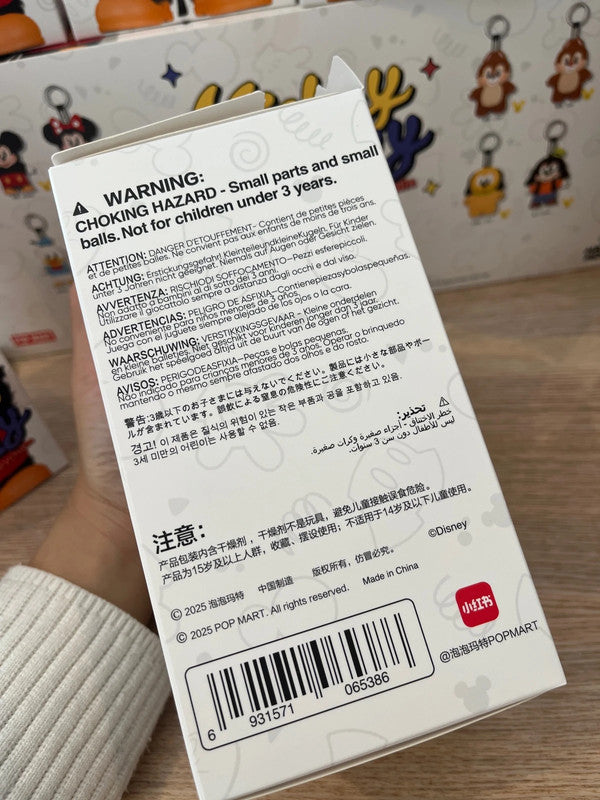 ⚠ WARNING:
CHOKING HAZARD - Small parts and small
balls. Not for children under 3 years.
ATTENTION: DANGER D'ETOUFFEMENT- Contient de petites pièces
et de petites balles. Ne convient pas aux enfants de moins de trois ans.
ACHTUNG: Erstickungsgefahr! KleinteileundkleineKugeln. Für Kinder
unter 3 Jahren nicht geeignet. Niemals auf Augen oder Gesicht zielen.
AVVERTENZA: RISCHIODI SOFFOCAMENTO-Pezzi esferepiccoli.
Non adatto a bambini di di sotto dei 3 anni.
Utilizzare il giocattolo sempre a distanza dagli occhi e dal viso.
ADVERTENCIAS: PELIGRO DE ASFIXIA-Contienepiezasybolaspequeñas.
No conveniente para niños menores de 3 años.
Juega con el juguete siempre alejado de los ojos o la cara.
WAARSCHUWING: VERSTIKKINGSGEVAAR - Kleine onderdelen
en kleine balletjes. Niet geschikt voor kinderen jonger dan 3 jaar.
Gebruik het speelgoed altijd uit de buurt van de ogen of het gezicht.
AVISOS: PERIGODEASFIXIA-Peças e bolas pequenas.
Não indicado para crianças menores de 3 anos. Operar o brinquedo
mantendo o mesmo sempre afastado dos olhos e do rosto.
警告: 3歳以下のお子さまには与えないでください。製品には小さな部品やボー
ルが含まれています。誤飲による窒息の危険性にご注意ください。
경고! 이 제품은 질식의 위험이 있는 작은 부품과 공을 포함하고 있음.
3세 미만의 어린이는 사용할 수 없음.
⚠ تحذير:
خطر الاختناق - أجزاء صغيرة وكرات صغيرة.
ليس للأطفال دون سن 3 سنوات.
注意:
产品包装内含干燥剂，干燥剂不是玩具，避免儿童接触误食危险。
产品为15岁及以上人群，收藏、摆设使用；不适用于14岁及以下儿童使用。
©Disney
© 2025 泡泡玛特 中国制造 版权所有，仿冒必究。
© 2025 POP MART. All rights reserved. Made in China
小红书
@泡泡玛特POPMART
6 931571 065386